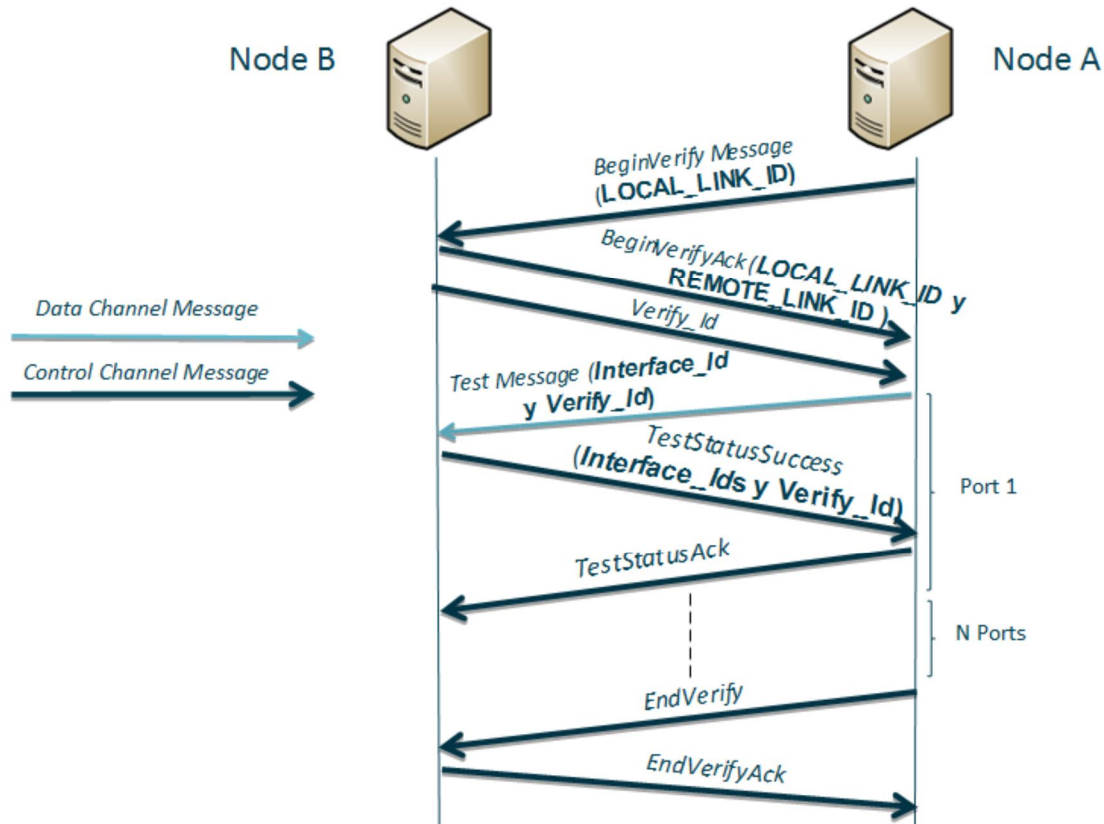 Node B
Node A
BeginVerify Message
(LOCAL_LINK_ID)
BeginVerifyAck (LOCAL_LINK_ID y
REMOTE_LINK_ID )
Verify_Id
Data Channel Message
Control Channel Message
Test Message (Interface_Id
y Verify_Id)
TestStatusSuccess
(Interface_Ids y Verify_Id)
Port 1
TestStatusAck
N Ports
EndVerify
EndVerifyAck